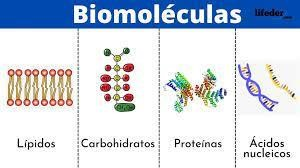 Biomoléculas
lifeder
Lípidos
Carbohidratos
Proteínas
Ácidos
nucleicos